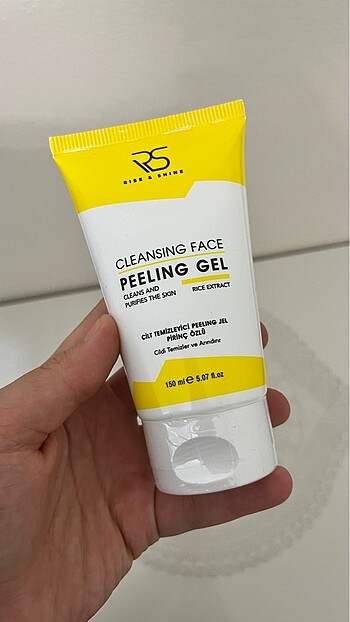 RS
RISE & SHINE
CLEANSING FACE
PEELING GEL
CLEANS AND
PURIFIES THE SKIN
RICE EXTRACT
CİLT TEMİZLEYİCİ PEELING JEL
PİRİNÇ ÖZLÜ
Cildi Temizler ve Arındırır
150 ml e 5.07 fl.oz